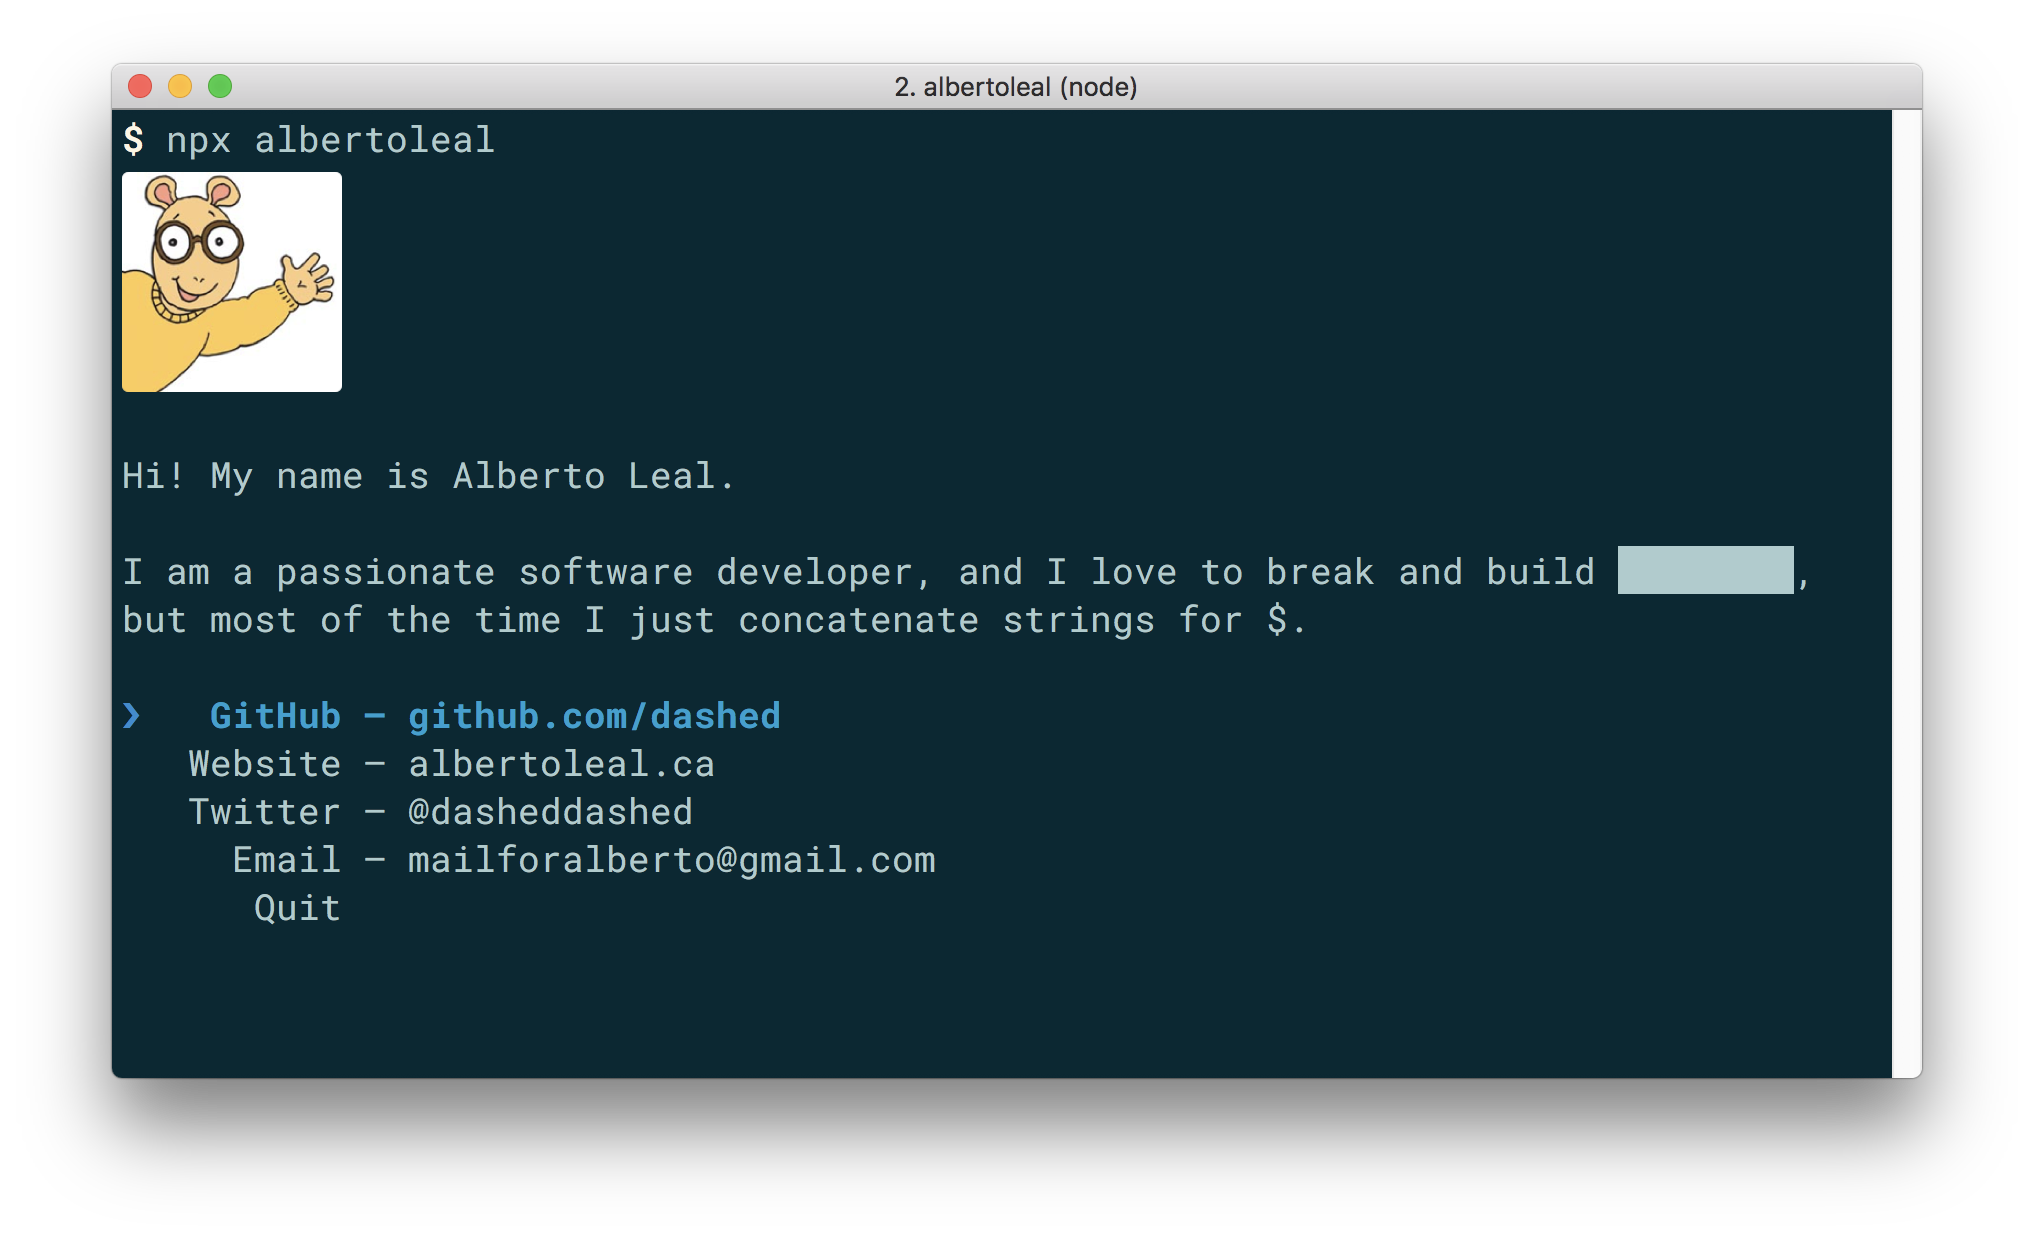 2. albertoleal (node)
$ npx albertoleal
Hi! My name is Alberto Leal.
I am a passionate software developer, and I love to break and build ,
but most of the time I just concatenate strings for $.
❯ GitHub — github.com/dashed
Website — albertoleal.ca
Twitter — @dasheddashed
Email — mailforalberto@gmail.com
Quit